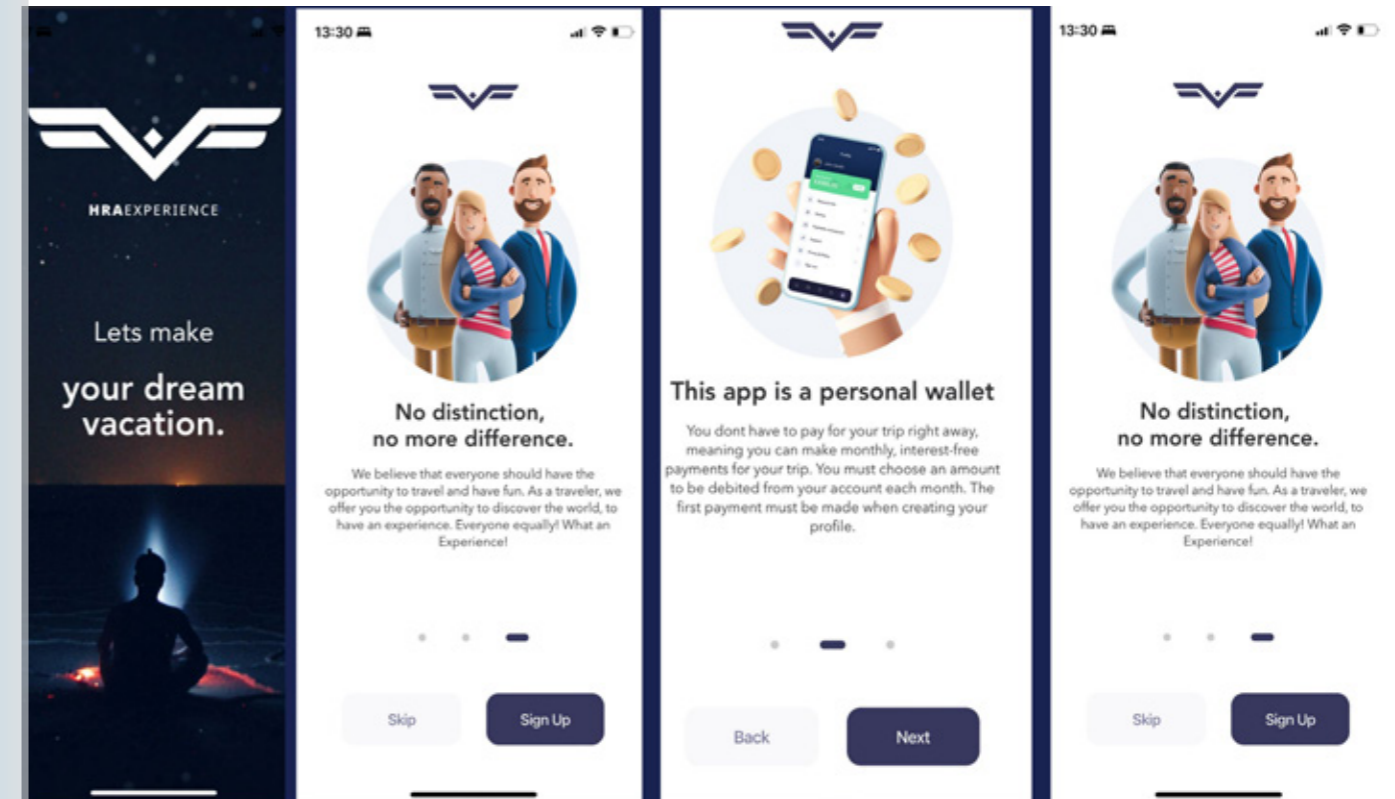 HRAEXPERIENCE
Lets make
your dream
vacation.
13:30
No distinction,
no more difference.
We believe that everyone should have the
opportunity to travel and have fun. As a traveler, we
offer you the opportunity to discover the world, to
have an experience. Everyone equally! What an
Experience!
Skip
Sign Up
This app is a personal wallet
You dont have to pay for your trip right away,
meaning you can make monthly, interest-free
payments for your trip. You must choose an amount
to be debited from your account each month. The
first payment must be made when creating your
profile.
Back
Next
13:30
No distinction,
no more difference.
We believe that everyone should have the
opportunity to travel and have fun. As a traveler, we
offer you the opportunity to discover the world, to
have an experience. Everyone equally! What an
Experience!
Skip
Sign Up